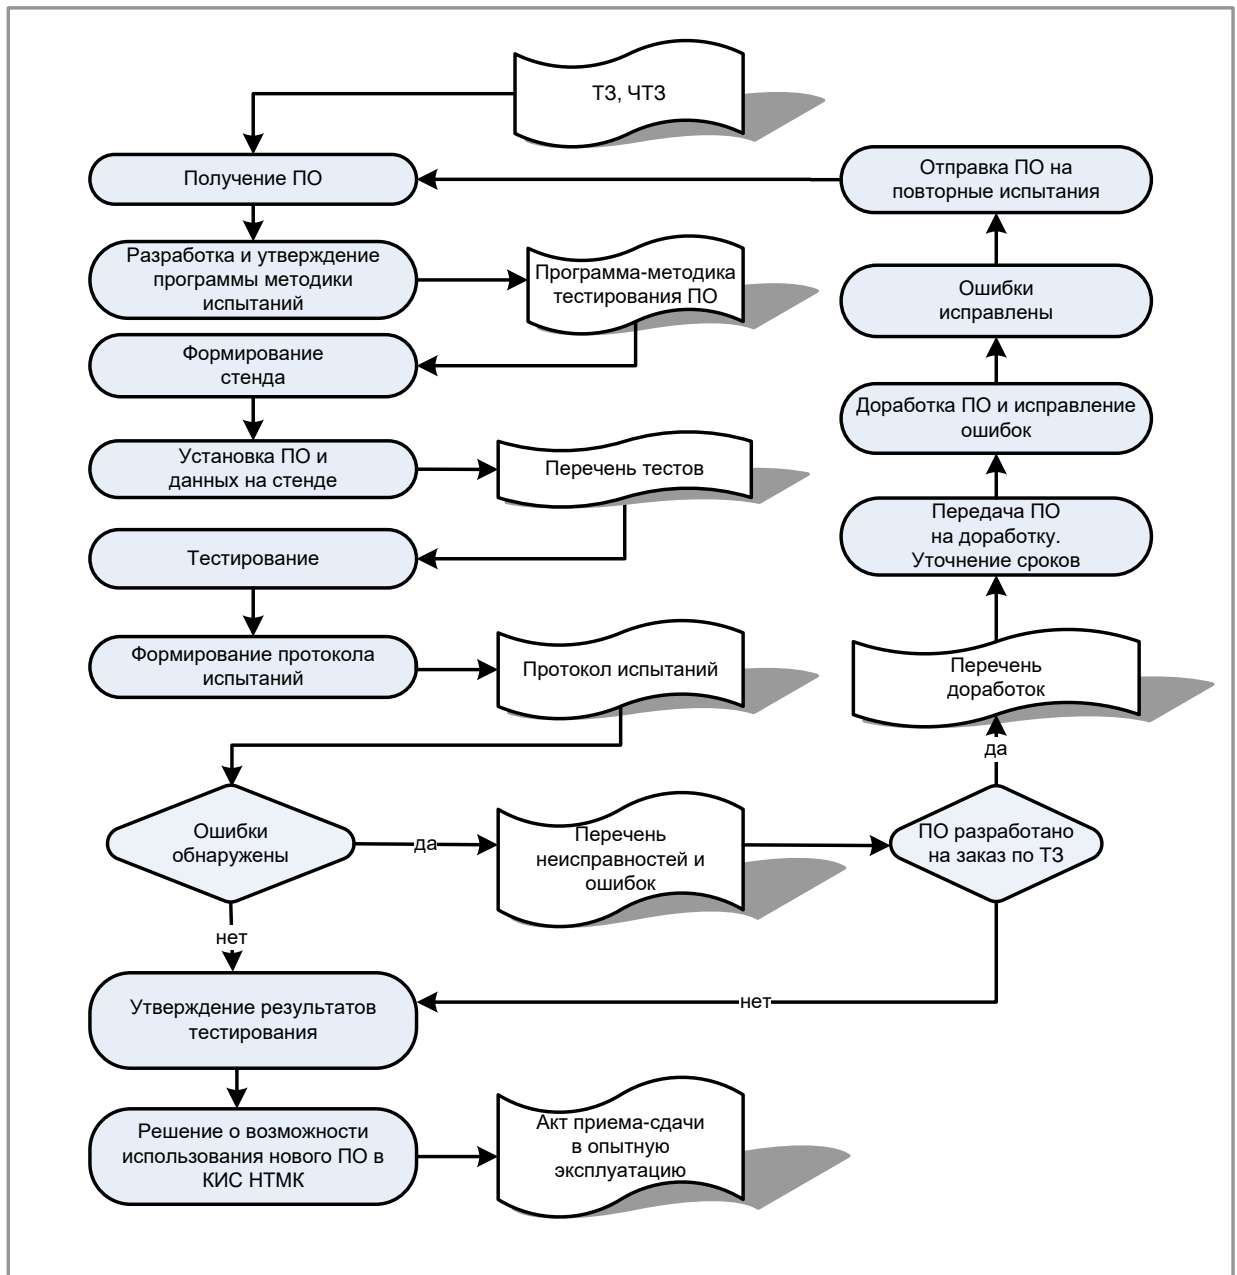 ТЗ, ЧТЗ
Получение ПО
Отправка ПО на
повторные испытания
Разработка и утверждение
программы методики
испытаний
Программа-методика
тестирования ПО
Ошибки
исправлены
Формирование
стенда
Доработка ПО и исправление
ошибок
Установка ПО и
данных на стенде
Перечень тестов
Передача ПО
на доработку.
Уточнение сроков
Тестирование
Формирование протокола
испытаний
Протокол испытаний
Перечень
доработок
да
Ошибки
обнаружены
да
Перечень
неисправностей и
ошибок
ПО разработано
на заказ по ТЗ
нет
нет
Утверждение результатов
тестирования
Решение о возможности
использования нового ПО в
КИС НТМК
Акт приема-сдачи
в опытную
эксплуатацию